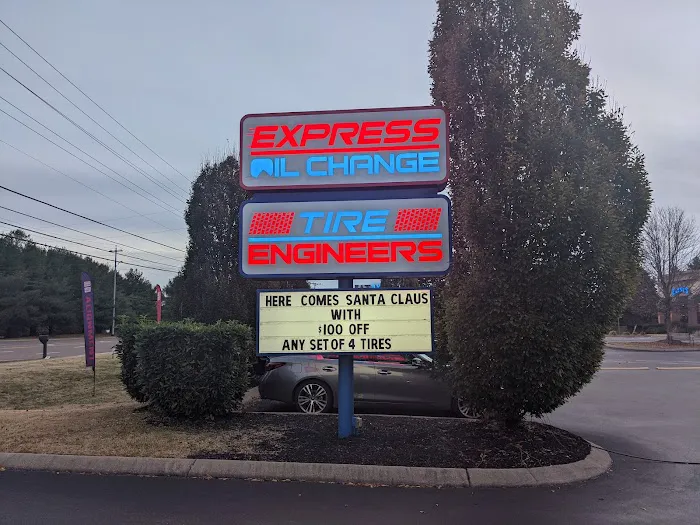 EXPRESS
OIL CHANGE
TIRE
ENGINEERS
HERE COMES SANTA CLAUS
WITH
$100 OFF
ANY SET OF 4 TIRES